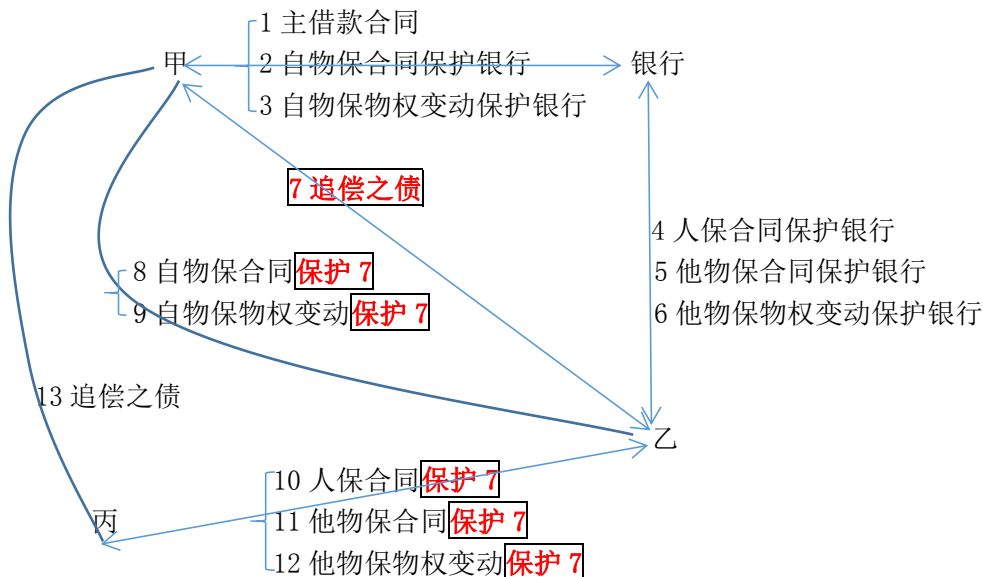 1 主借款合同
甲
2 自物保合同保护银行
银行
3 自物保物权变动保护银行
7 追偿之债
4 人保合同保护银行
8 自物保合同保护 7
5 他物保合同保护银行
9 自物保物权变动保护 7
6 他物保物权变动保护银行
13 追偿之债
乙
10 人保合同保护 7
丙
11 他物保合同保护 7
12 他物保物权变动保护 7